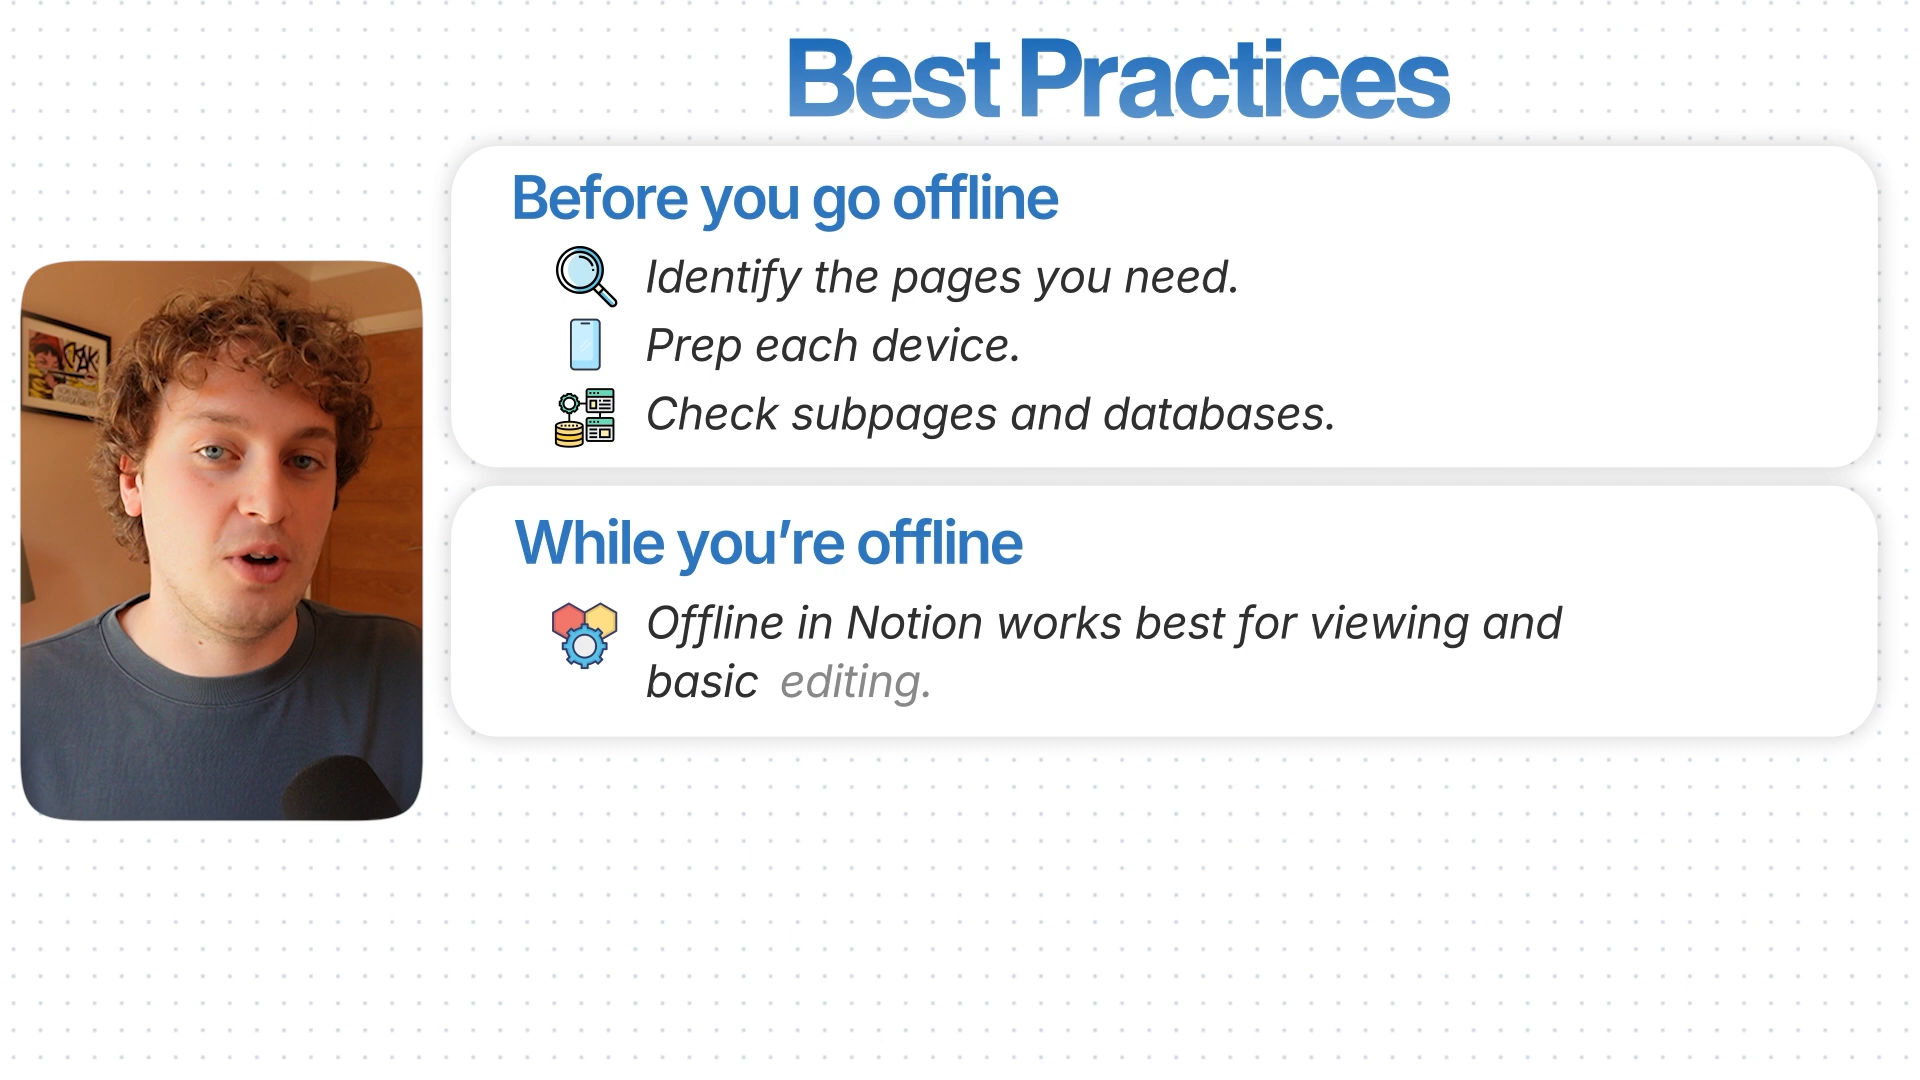 Best Practices
Before you go offline
Identify the pages you need.
Prep each device.
Check subpages and databases.
While you’re offline
Offline in Notion works best for viewing and
basic editing.